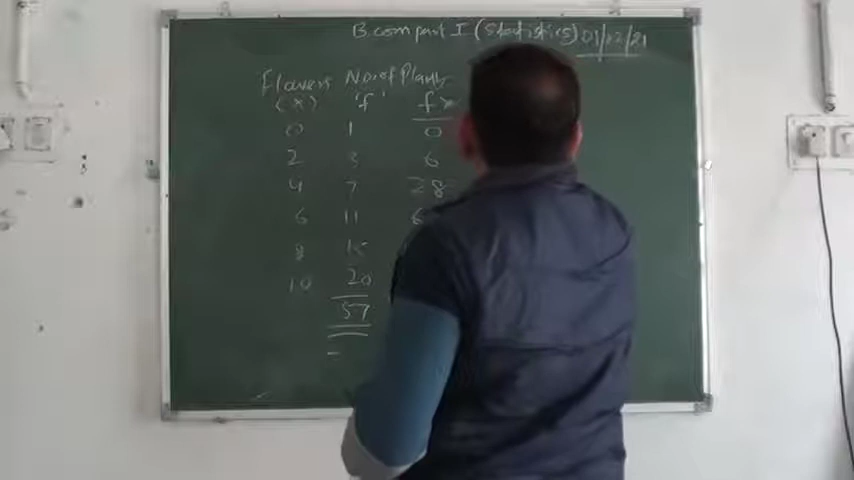 B.com part I (Statistics) 01/12/21
Flowers No. of Plants
(x) 'f' fx
0 1 0
2 3 6
4 7 28
6 11 6
8 15
10 20
57